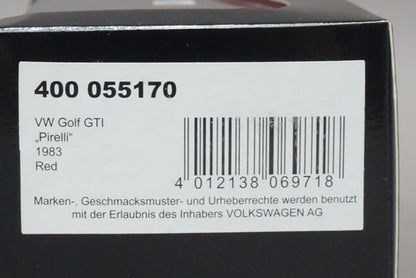 400 055170
VW Golf GTI
„Pirelli“
1983
Red
4 012138 069718
Marken-, Geschmacksmuster- und Urheberrechte werden benutzt
mit der Erlaubnis des Inhabers VOLKSWAGEN AG